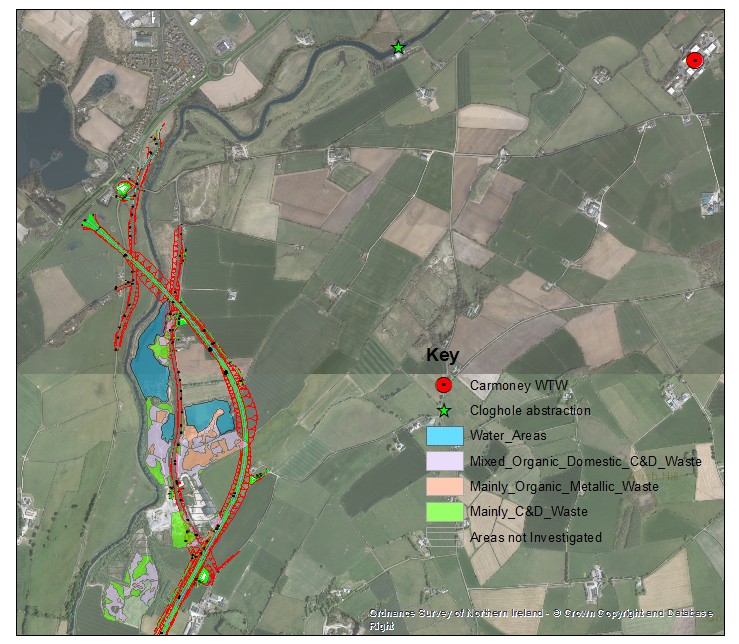 Key
Carmoney WTW
Cloghole abstraction
Water_Areas
Mixed_Organic_Domestic_C&D_Waste
Mainly_Organic_Metallic_Waste
Mainly_C&D_Waste
Areas not Investigated
Ordnance Survey of Northern Ireland - © Crown Copyright and Database
Right